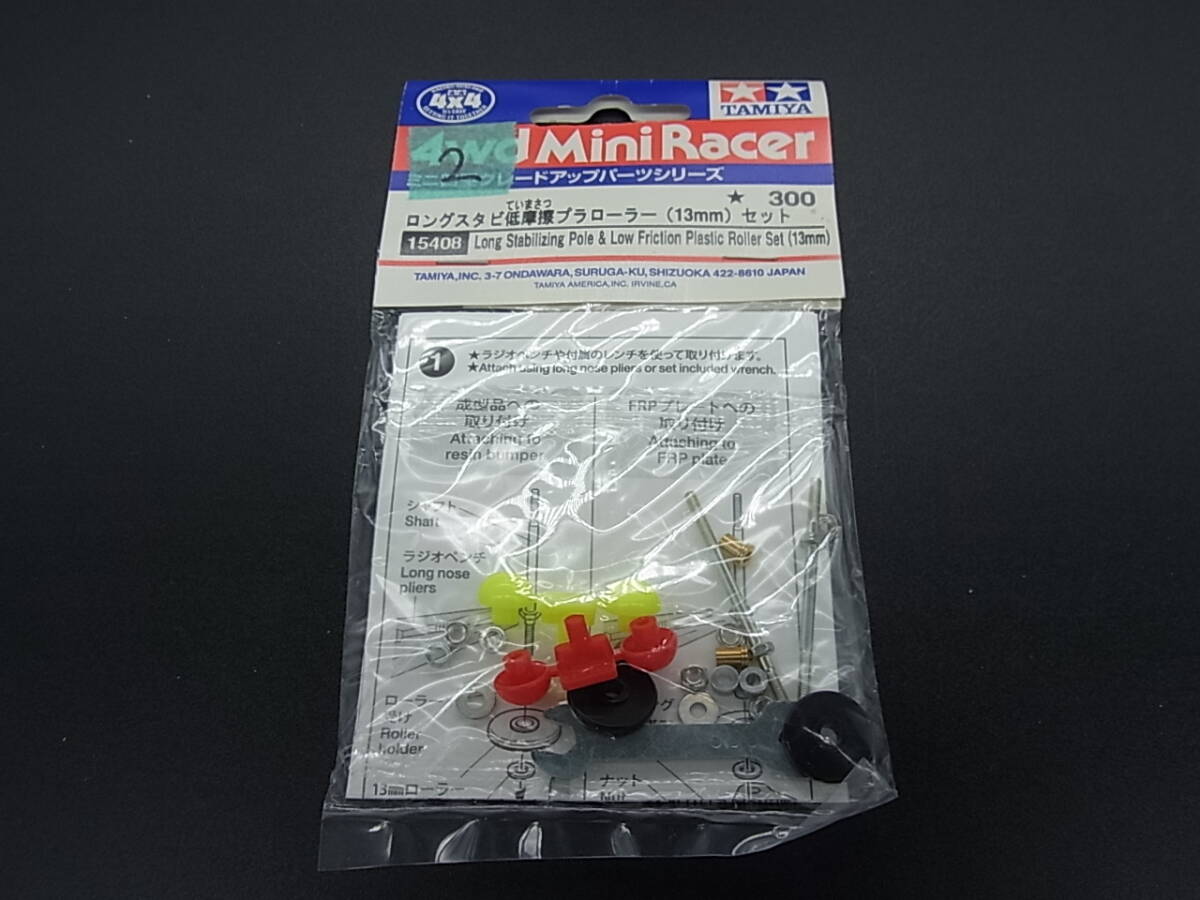 4x4
TAMIYA
4WD Mini Racer
2
ミニ四駆グレードアップパーツシリーズ
★ 300
ていまさつ
ロングスタビ低摩擦プラローラー(13mm)セット
15408 Long Stabilizing Pole & Low Friction Plastic Roller Set (13mm)
TAMIYA,INC. 3-7 ONDAWARA, SURUGA-KU, SHIZUOKA 422-8610 JAPAN
TAMIYA AMERICA,INC. IRVINE,CA
1
★ラジオペンチや付属のレンチを使って取り付けます。
★Attach using long nose pliers or set included wrench.
成型品への
取り付け
Attaching to
resin bumper
FRPプレートへの
取り付け
Attaching to
FRP plate
シャフト
Shaft
ラジオペンチ
Long nose
pliers
ローラー
受け
Roller
holder
13mmローラー
ナット
Nut